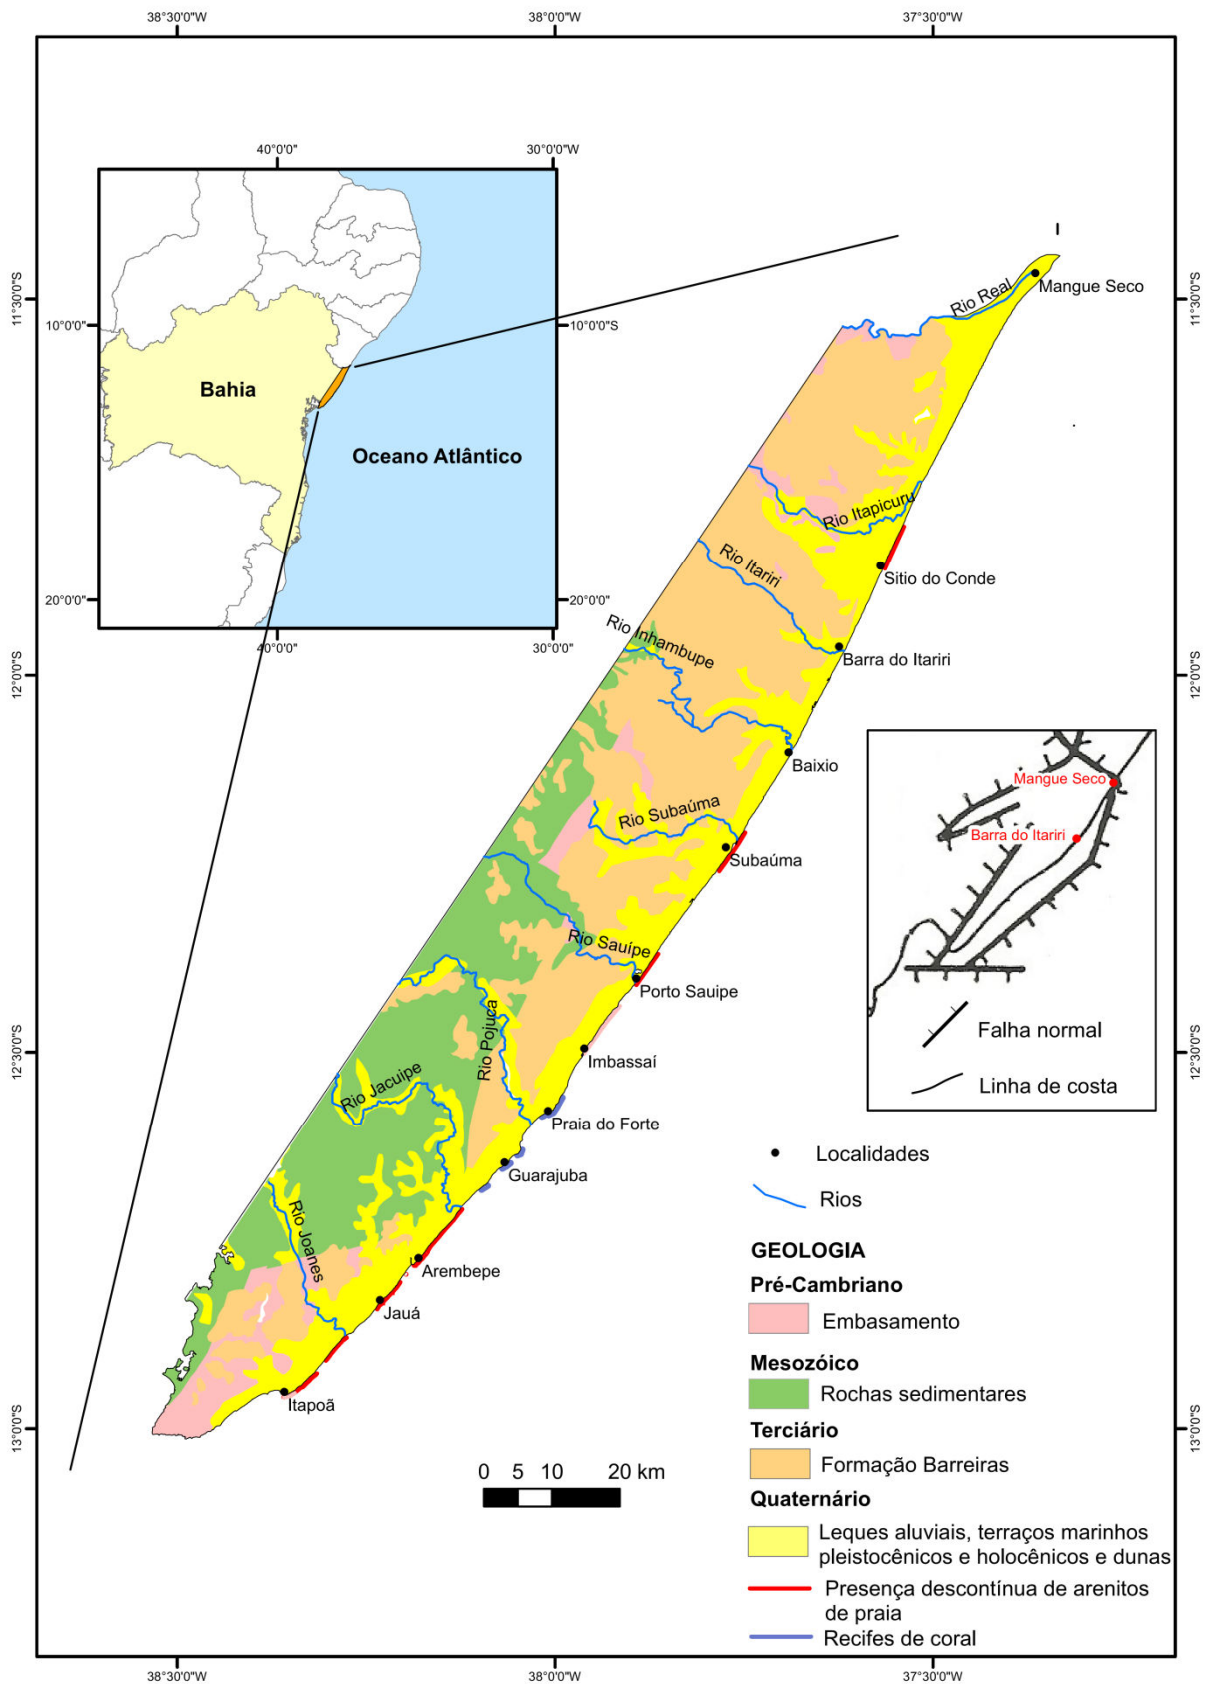 38°30'0"W
38°0'0"W
37°30'0"W
40°0'0"
30°0'0"W
11°30'0"S
11°30'0"S
10°0'0"
10°0'0"S
Bahia
Oceano Atlântico
20°0'0"
20°0'0"S
40°0'0"
30°0'0"W
Rio Real
Mangue Seco
Rio Itapicuru
Sitio do Conde
Rio Itariri
Rio Inhambupe
Barra do Itariri
12°0'0"S
12°0'0"S
Baixio
Rio Subaúma
Subaúma
Rio Sauípe
Porto Sauipe
Rio Pojuca
Imbassaí
12°30'0"S
12°30'0"S
Rio Jacuipe
Praia do Forte
Guarajuba
Rio Joanes
Arembepe
Jauá
Itapoã
13°0'0"S
13°0'0"S
Mangue Seco
Barra do Itariri
Falha normal
Linha de costa
Localidades
Rios
GEOLOGIA
Pré-Cambriano
Embasamento
Mesozóico
Rochas sedimentares
Terciário
Formação Barreiras
Quaternário
Leques aluviais, terraços marinhos
pleistocênicos e holocênicos e dunas
Presença descontínua de arenitos
de praia
Recifes de coral
0 5 10 20 km
38°30'0"W
38°0'0"W
37°30'0"W